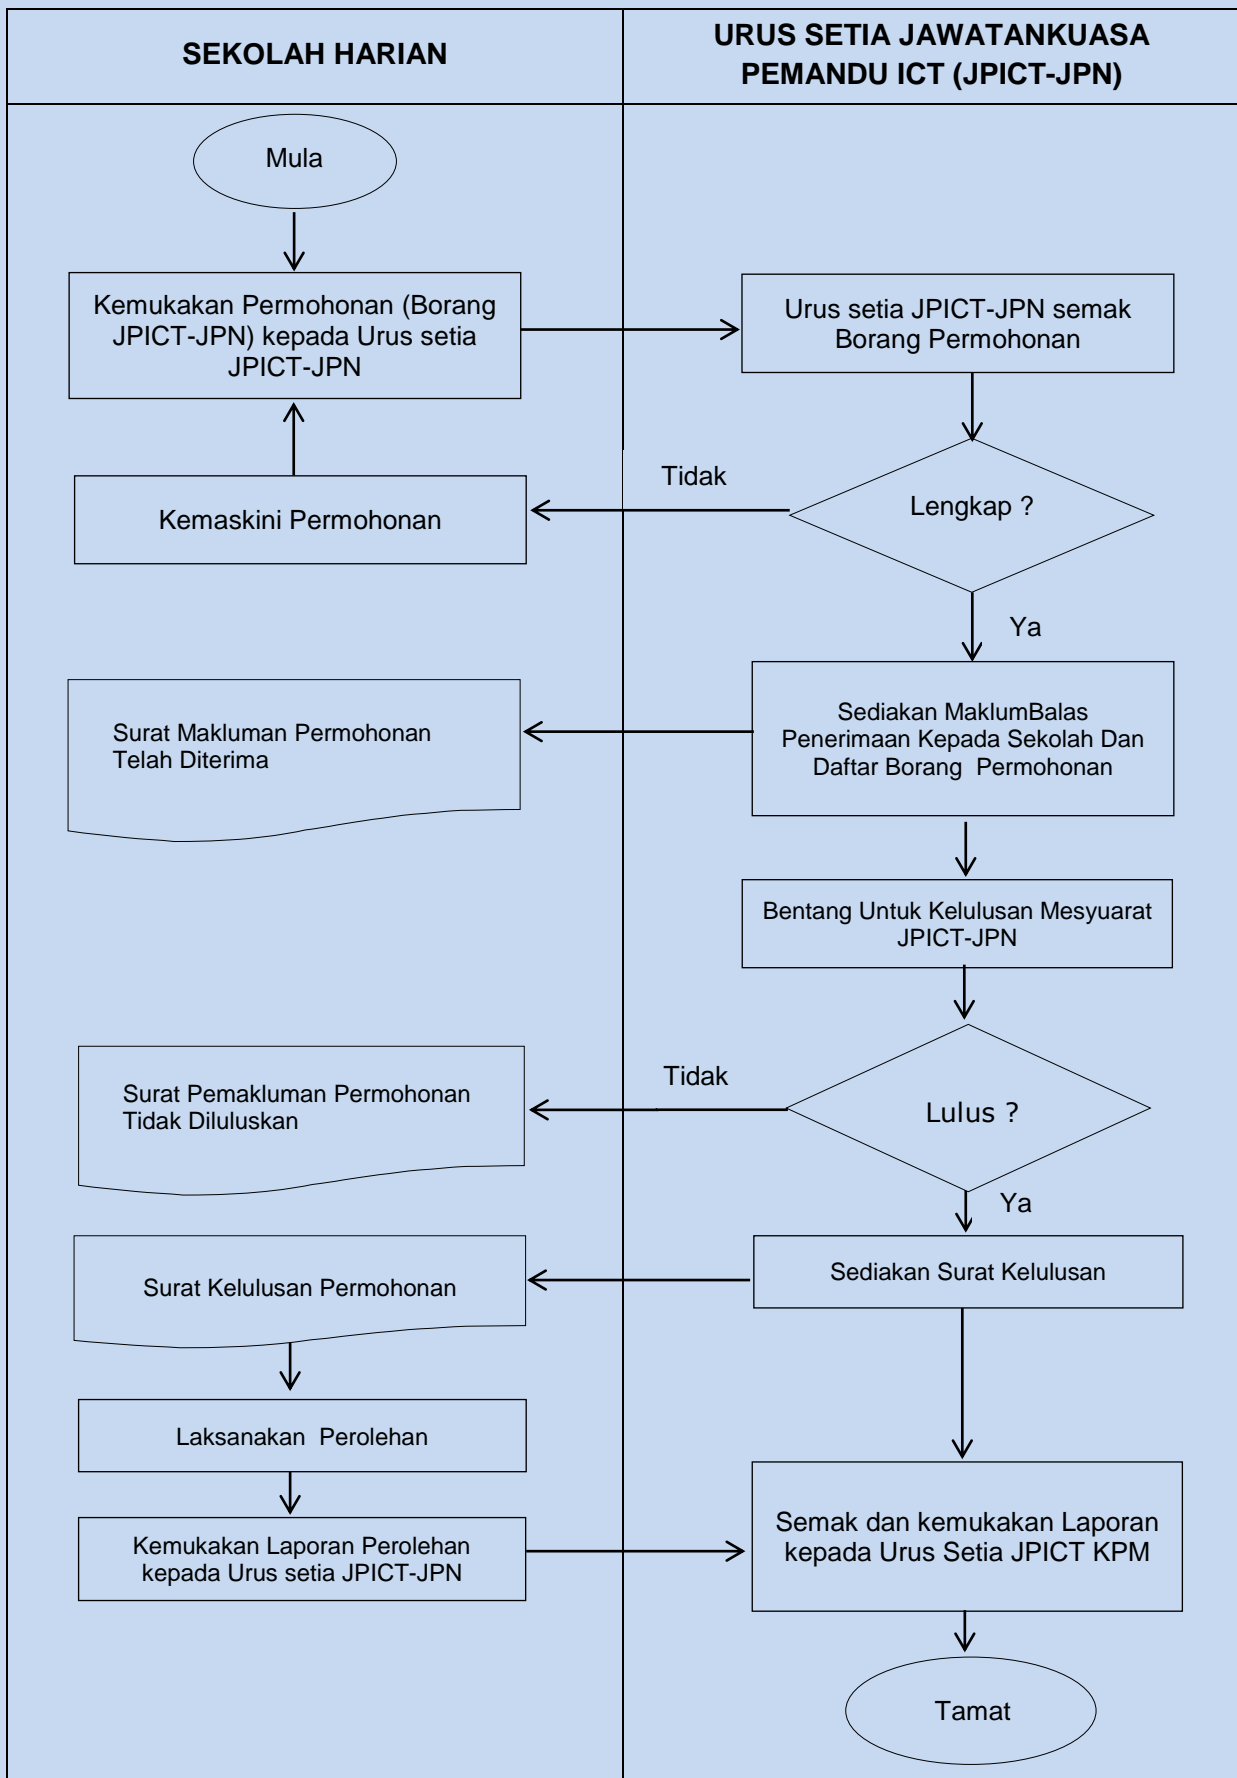 SEKOLAH HARIAN
URUS SETIA JAWATANKUASA
PEMANDU ICT (JPICT-JPN)
Mula
Kemukakan Permohonan (Borang
JPICT-JPN) kepada Urus setia
JPICT-JPN
Urus setia JPICT-JPN semak
Borang Permohonan
Lengkap ?
Tidak
Kemaskini Permohonan
Ya
Sediakan MaklumBalas
Penerimaan Kepada Sekolah Dan
Daftar Borang  Permohonan
Surat Makluman Permohonan
Telah Diterima
Bentang Untuk Kelulusan Mesyuarat
JPICT-JPN
Lulus ?
Tidak
Surat Pemakluman Permohonan
Tidak Diluluskan
Ya
Sediakan Surat Kelulusan
Surat Kelulusan Permohonan
Laksanakan  Perolehan
Kemukakan Laporan Perolehan
kepada Urus setia JPICT-JPN
Semak dan kemukakan Laporan
kepada Urus Setia JPICT KPM
Tamat